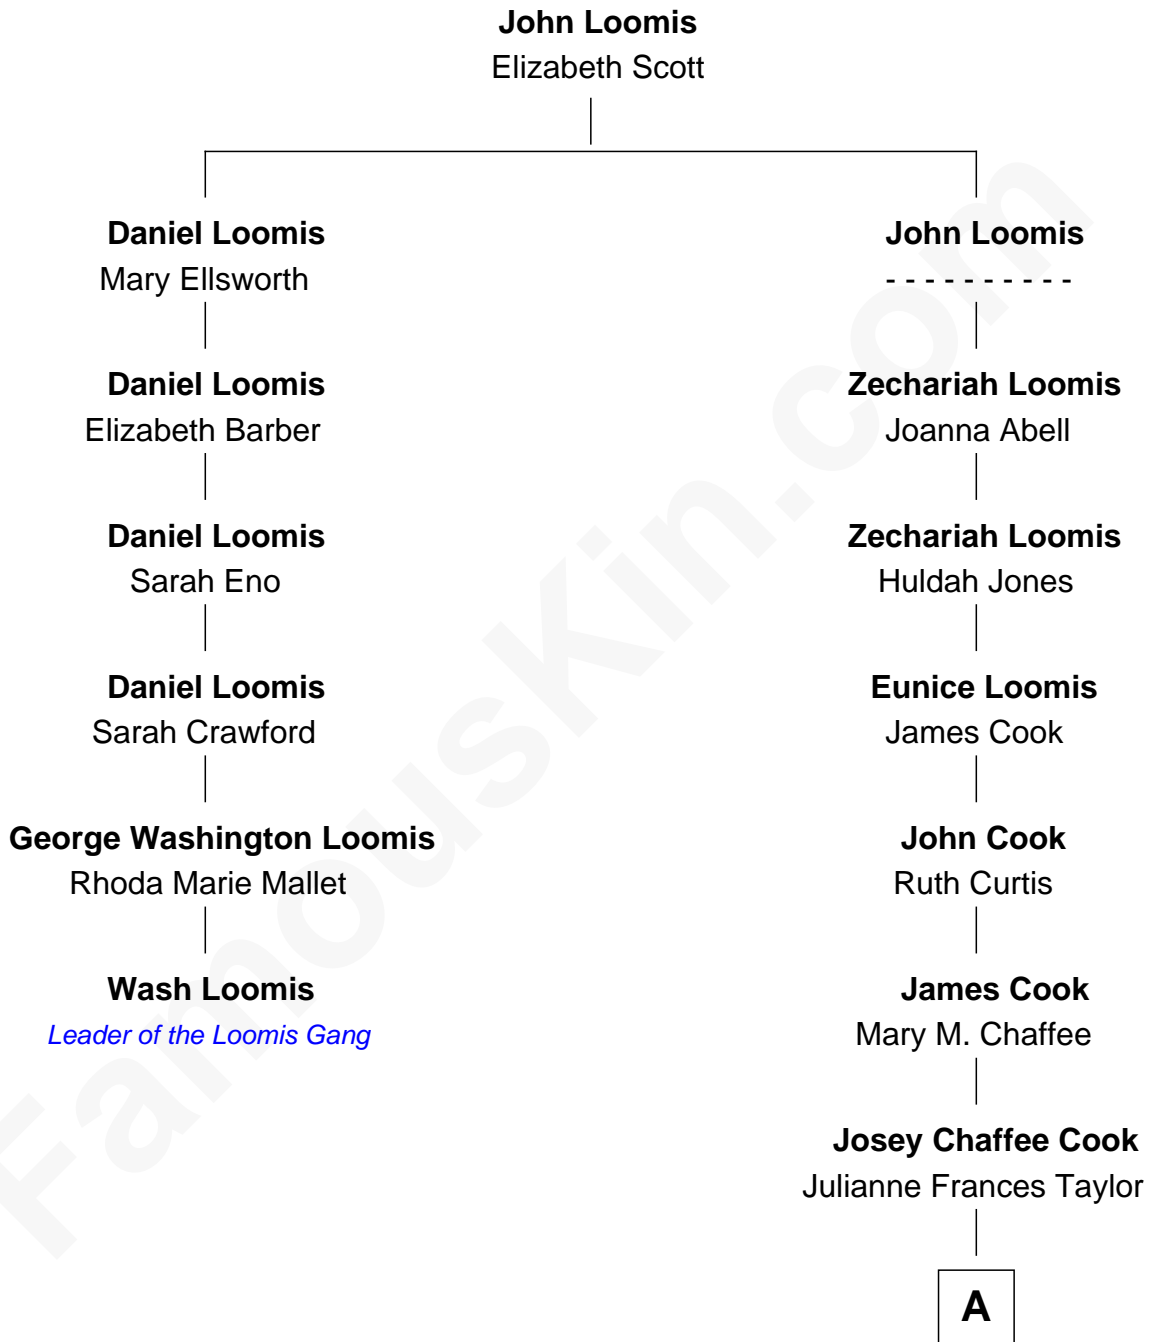 John Loomis
Elizabeth Scott
Daniel Loomis
Mary Ellsworth
Daniel Loomis
Elizabeth Barber
Daniel Loomis
Sarah Eno
Daniel Loomis
Sarah Crawford
George Washington Loomis
Rhoda Marie Mallet
Wash Loomis
Leader of the Loomis Gang
John Loomis
- - - - - - - - - -
Zechariah Loomis
Joanna Abell
Zechariah Loomis
Huldah Jones
Eunice Loomis
James Cook
John Cook
Ruth Curtis
James Cook
Mary M. Chaffee
Josey Chaffee Cook
Julianne Frances Taylor
A
FamousKin.com